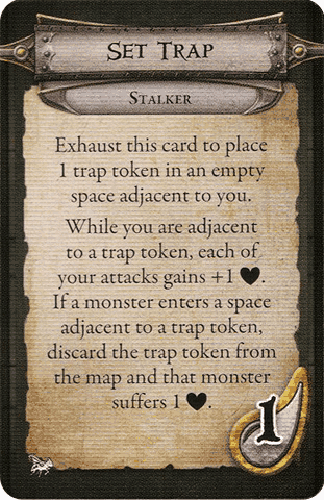 Set Trap
Stalker
Exhaust this card to place
1 trap token in an empty
space adjacent to you.
While you are adjacent
to a trap token, each of
your attacks gains +1 ♥.
If a monster enters a space
adjacent to a trap token,
discard the trap token from
the map and that monster
suffers 1 ♥.
1